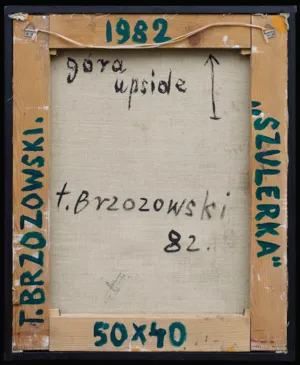 1982
góra
upside
t. Brzozowski
82.
T. BRZOZOWSKI.
„SZULERKA"
50X40